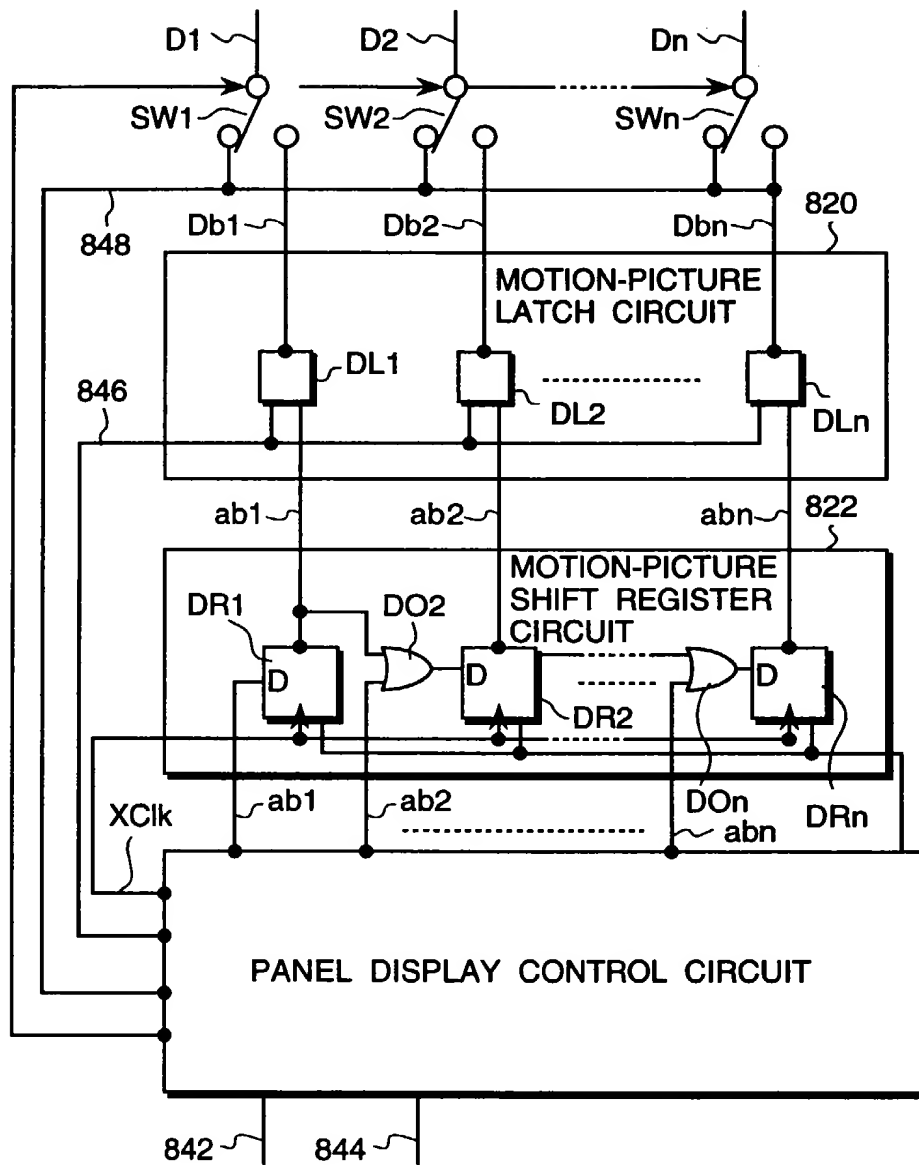 D1 D2 Dn
SW1 SW2 SWn
848 Db1 Db2 Dbn 820
MOTION-PICTURE
LATCH CIRCUIT
DL1 DL2 DLn
846
ab1 ab2 abn 822
MOTION-PICTURE
SHIFT REGISTER
CIRCUIT
DR1 DO2
D D D
DR2
XClk ab1 ab2 DOn abn DRn
PANEL DISPLAY CONTROL CIRCUIT
842 844